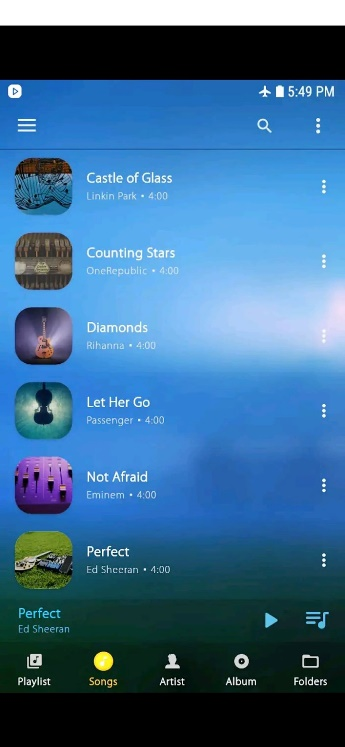 5:49 PM
Castle of Glass
Linkin Park • 4:00
Counting Stars
OneRepublic • 4:00
Diamonds
Rihanna • 4:00
Let Her Go
Passenger • 4:00
Not Afraid
Eminem • 4:00
Perfect
Ed Sheeran • 4:00
Perfect
Ed Sheeran
Playlist Songs Artist Album Folders